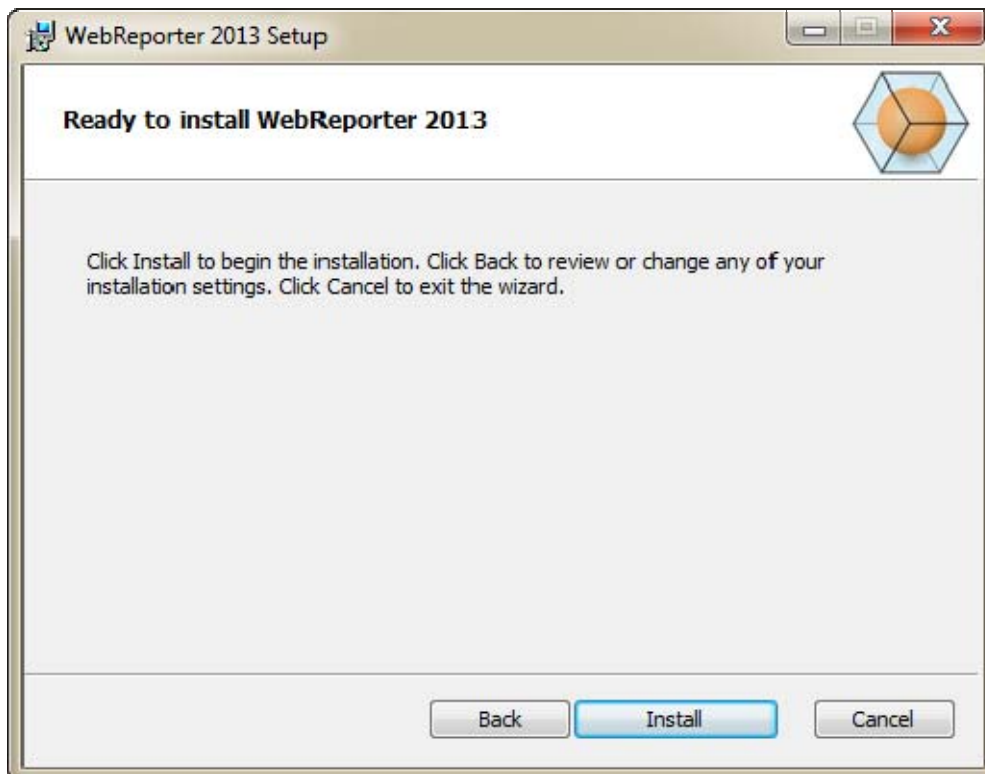 WebReporter 2013 Setup
Ready to install WebReporter 2013
Click Install to begin the installation. Click Back to review or change any of your
installation settings. Click Cancel to exit the wizard.
Back Install Cancel